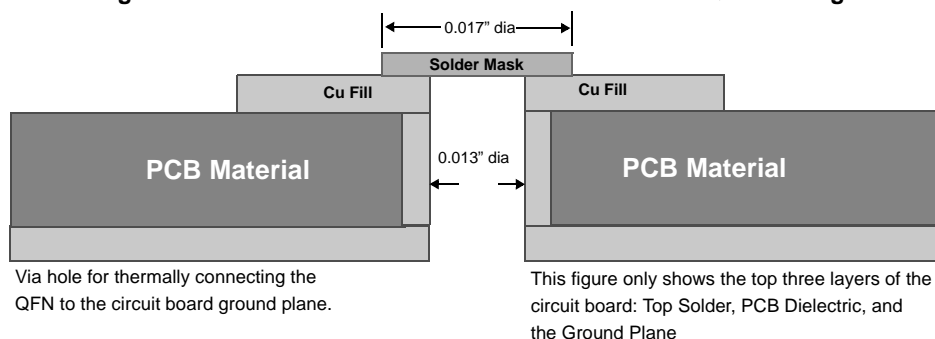 0.017” dia
Solder Mask
Cu Fill
Cu Fill
PCB Material
0.013” dia
PCB Material
Via hole for thermally connecting the
QFN to the circuit board ground plane.
This figure only shows the top three layers of the
circuit board: Top Solder, PCB Dielectric, and
the Ground Plane